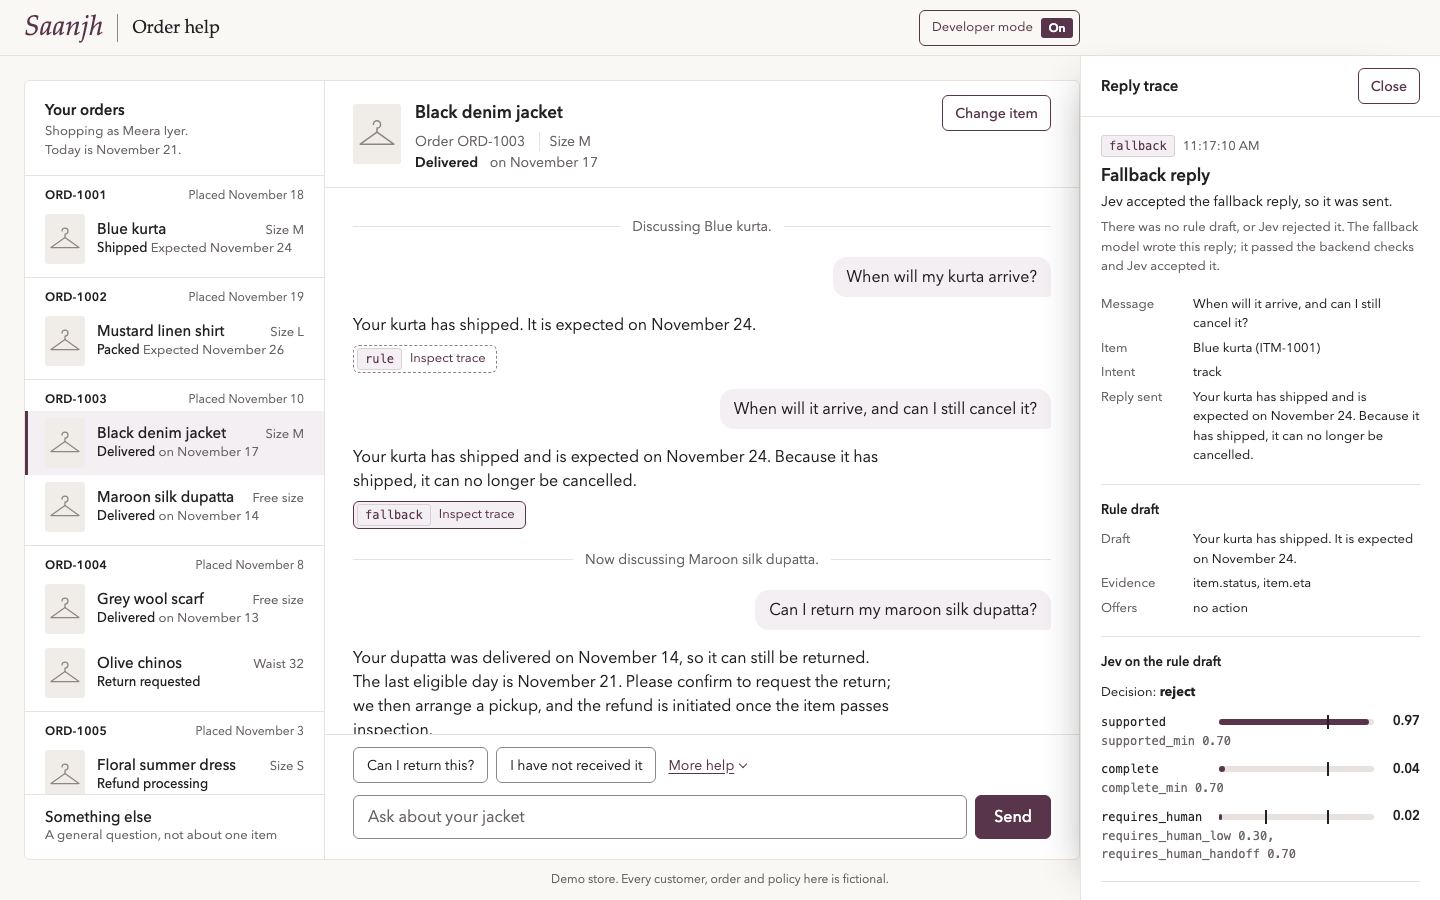 Saanjh
Order help
Developer mode On
Your orders
Shopping as Meera Iyer.
Today is November 21.
ORD-1001 Placed November 18
Blue kurta Size M
Shipped Expected November 24
ORD-1002 Placed November 19
Mustard linen shirt Size L
Packed Expected November 26
ORD-1003 Placed November 10
Black denim jacket Size M
Delivered on November 17
Maroon silk dupatta Free size
Delivered on November 14
ORD-1004 Placed November 8
Grey wool scarf Free size
Delivered on November 13
Olive chinos Waist 32
Return requested
ORD-1005 Placed November 3
Floral summer dress Size S
Refund processing
Something else
A general question, not about one item
Black denim jacket
Order ORD-1003 Size M
Delivered on November 17
Change item
Discussing Blue kurta.
When will my kurta arrive?
Your kurta has shipped. It is expected on November 24.
rule Inspect trace
When will it arrive, and can I still cancel it?
Your kurta has shipped and is expected on November 24. Because it has
shipped, it can no longer be cancelled.
fallback Inspect trace
Now discussing Maroon silk dupatta.
Can I return my maroon silk dupatta?
Your dupatta was delivered on November 14, so it can still be returned.
The last eligible day is November 21. Please confirm to request the return;
we then arrange a pickup, and the refund is initiated once the item passes
inspection.
Can I return this?
I have not received it
More help
Ask about your jacket
Send
Demo store. Every customer, order and policy here is fictional.
Reply trace
Close
fallback 11:17:10 AM
Fallback reply
Jev accepted the fallback reply, so it was sent.
There was no rule draft, or Jev rejected it. The fallback
model wrote this reply; it passed the backend checks
and Jev accepted it.
Message When will it arrive, and can I still
cancel it?
Item Blue kurta (ITM-1001)
Intent track
Reply sent Your kurta has shipped and is
expected on November 24. Because it
has shipped, it can no longer be
cancelled.
Rule draft
Draft Your kurta has shipped. It is expected
on November 24.
Evidence item.status, item.eta
Offers no action
Jev on the rule draft
Decision: reject
supported 0.97
supported_min 0.70
complete 0.04
complete_min 0.70
requires_human 0.02
requires_human_low 0.30,
requires_human_handoff 0.70